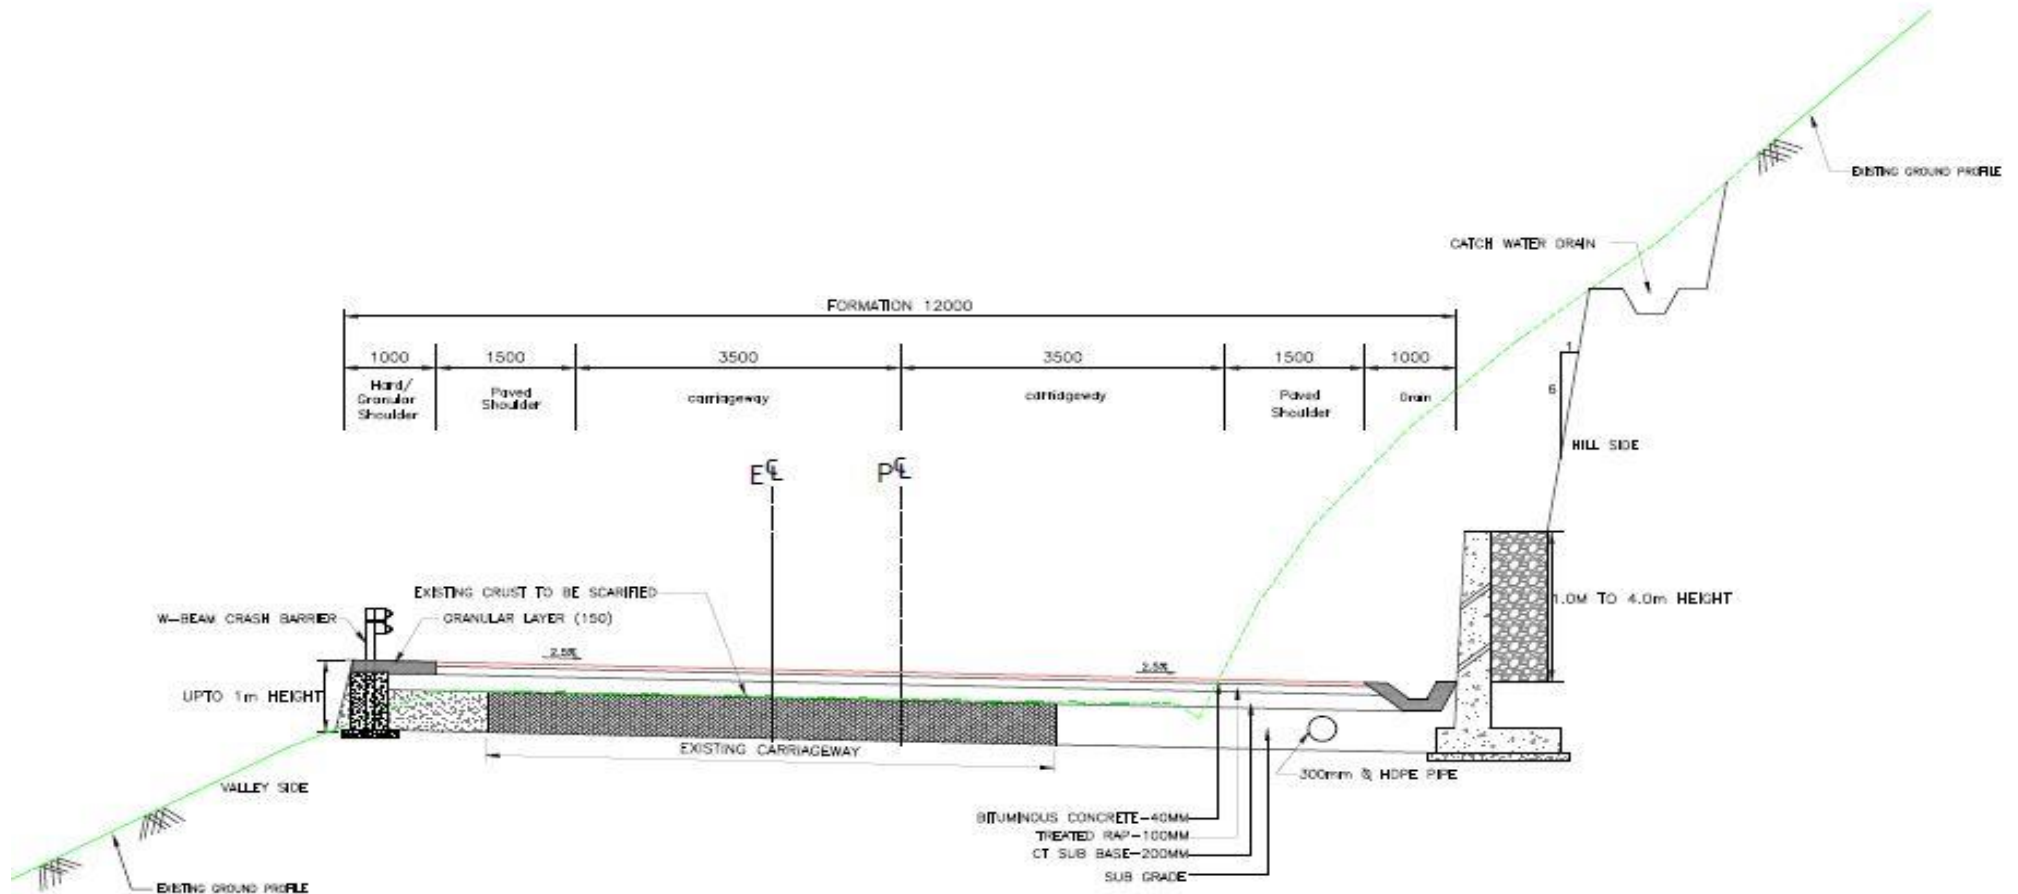 EXISTING GROUND PROFILE
CATCH WATER DRAIN
FORMATION 12000
1000
1500
3500
3500
1500
1000
Hard/
Granular
Shoulder
Paved
Shoulder
carriageway
carridgewdy
Paved
Shoulder
Drain
1
6
HILL SIDE
E℄
P℄
EXISTING CRUST TO BE SCARIFIED
W-BEAM CRASH BARRIER
GRANULAR LAYER (150)
1.0M TO 4.0m HEIGHT
2.5%
2.5%
UPTO 1m HEIGHT
EXISTING CARRIAGEWAY
300mm HDPE PIPE
VALLEY SIDE
BITUMINOUS CONCRETE-40MM
TREATED RAP-100MM
CT SUB BASE-200MM
SUB GRADE
EXISTING GROUND PROFILE